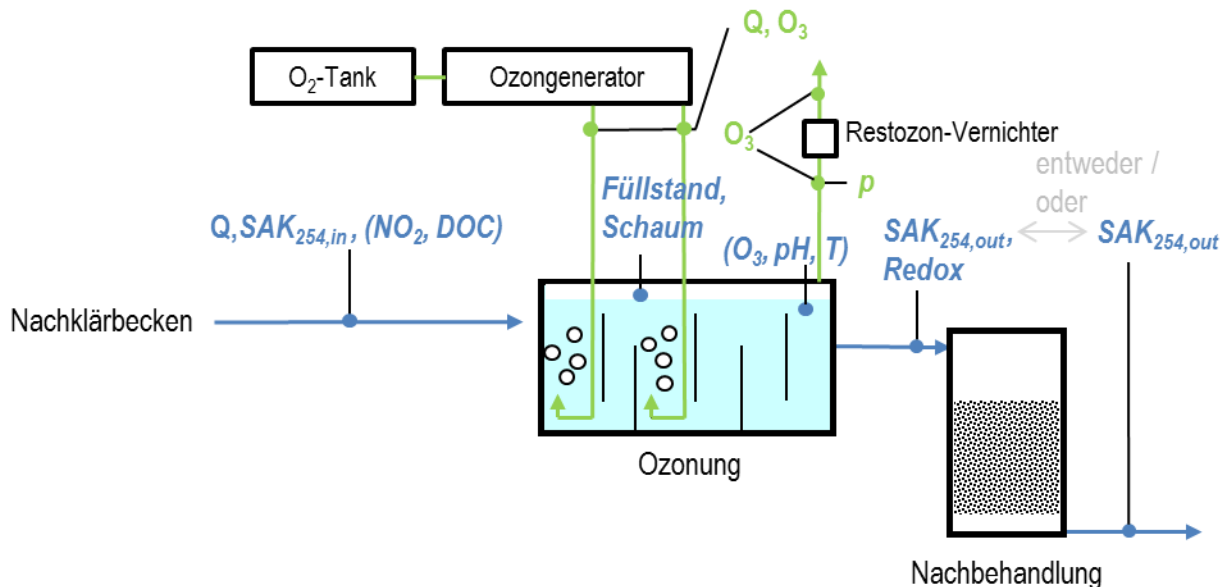 Q, O₃
O₂-Tank
Ozongenerator
O₃
Restozon-Vernichter
p
entweder /
oder
Füllstand,
Schaum
Q,SAK₂₅₄,ᵢₙ, (NO₂, DOC)
(O₃, pH, T)
SAK₂₅₄,ₒᵤₜ,
Redox
SAK₂₅₄,ₒᵤₜ
Nachklärbecken
Ozonung
Nachbehandlung